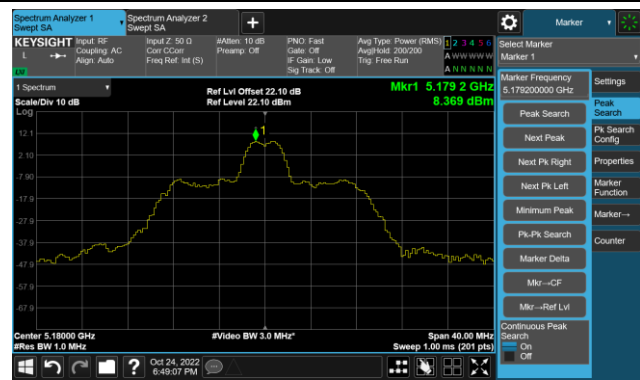 Spectrum Analyzer 1
Swept SA
Spectrum Analyzer 2
Swept SA
+
Marker
KEYSIGHT
L
LW
Input: RF
Coupling: AC
Align: Auto
Input Z: 50 Ω
Corr CCorr
Freq Ref: Int (S)
#Atten: 10 dB
Preamp: Off
PNO: Fast
Gate: Off
IF Gain: Low
Sig Track: Off
Avg Type: Power (RMS)
Avg|Hold: 200/200
Trig: Free Run
1 2 3 4 5 6
A W W W W W
A N N N N N
Select Marker
Marker 1
1 Spectrum
Scale/Div 10 dB
Log
Ref Lvl Offset 22.10 dB
Ref Level 22.10 dBm
Mkr1 5.179 2 GHz
8.369 dBm
12.1
2.10
-7.90
-17.9
-27.9
-37.9
-47.9
-57.9
-67.9
1
Center 5.18000 GHz
#Res BW 1.0 MHz
#Video BW 3.0 MHz*
Span 40.00 MHz
Sweep 1.00 ms (201 pts)
Marker Frequency
5.179200000 GHz
Peak Search
Next Peak
Next Pk Right
Next Pk Left
Minimum Peak
Pk-Pk Search
Marker Delta
Mkr→CF
Mkr→Ref Lvl
Continuous Peak
Search
On
Off
Settings
Peak
Search
Pk Search
Config
Properties
Marker
Function
Marker→
Counter
?
Oct 24, 2022
6:49:07 PM